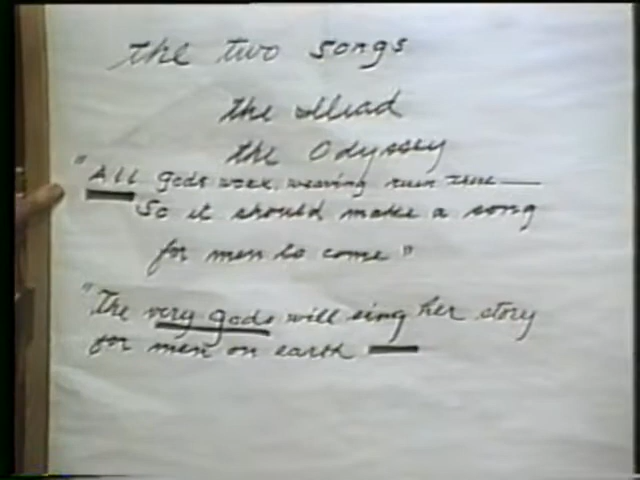 the two songs
the Iliad
the Odyssey
"All gods work, weaving ruin there —
So it should make a song
for men to come"
"The very gods will sing her story
for men on earth —